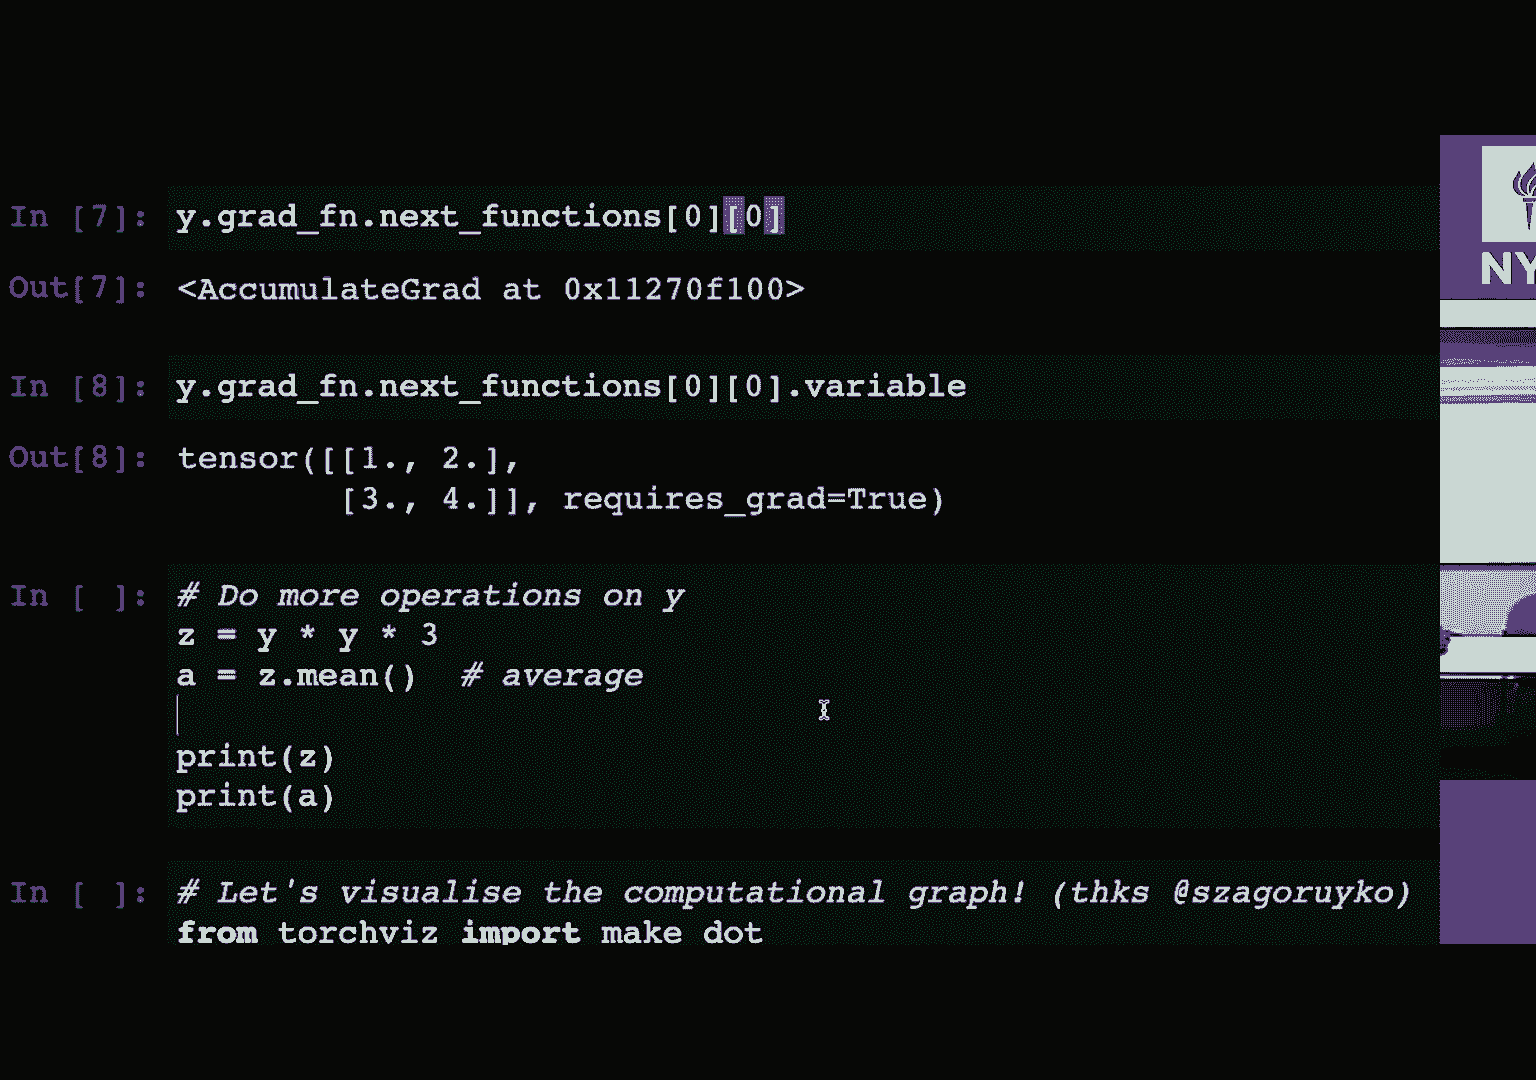 In [7]: y.grad_fn.next_functions[0][0]
Out[7]: <AccumulateGrad at 0x11270f100>
In [8]: y.grad_fn.next_functions[0][0].variable
Out[8]: tensor([[1., 2.],
[3., 4.]], requires_grad=True)
In [ ]: # Do more operations on y
z = y * y * 3
a = z.mean()  # average
print(z)
print(a)
In [ ]: # Let's visualise the computational graph! (thks @szagoruyko)
from torchviz import make_dot
NY